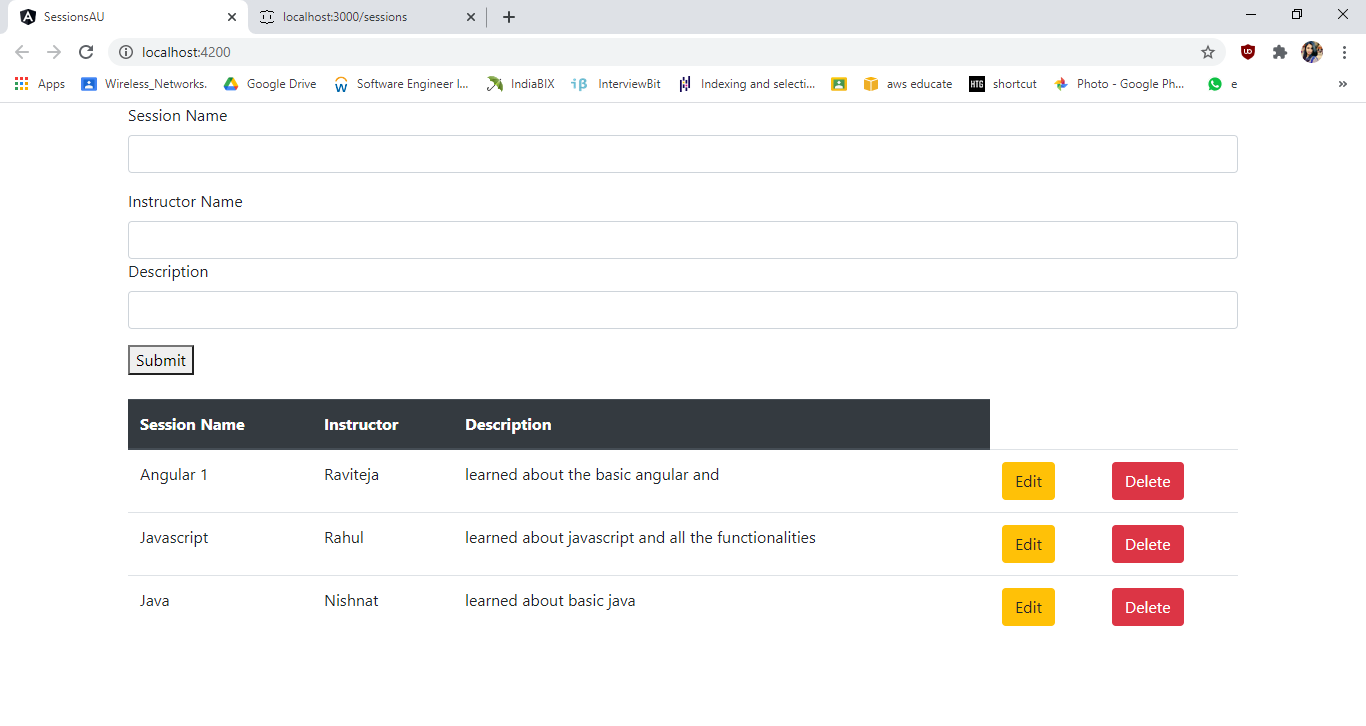 SessionsAU
localhost:3000/sessions
localhost:4200
Apps Wireless_Networks. Google Drive Software Engineer I... IndiaBIX InterviewBit Indexing and selecti... aws educate HTG shortcut Photo - Google Ph... e
Session Name
Instructor Name
Description
Submit
Session Name Instructor Description
Angular 1 Raviteja learned about the basic angular and Edit Delete
Javascript Rahul learned about javascript and all the functionalities Edit Delete
Java Nishnat learned about basic java Edit Delete